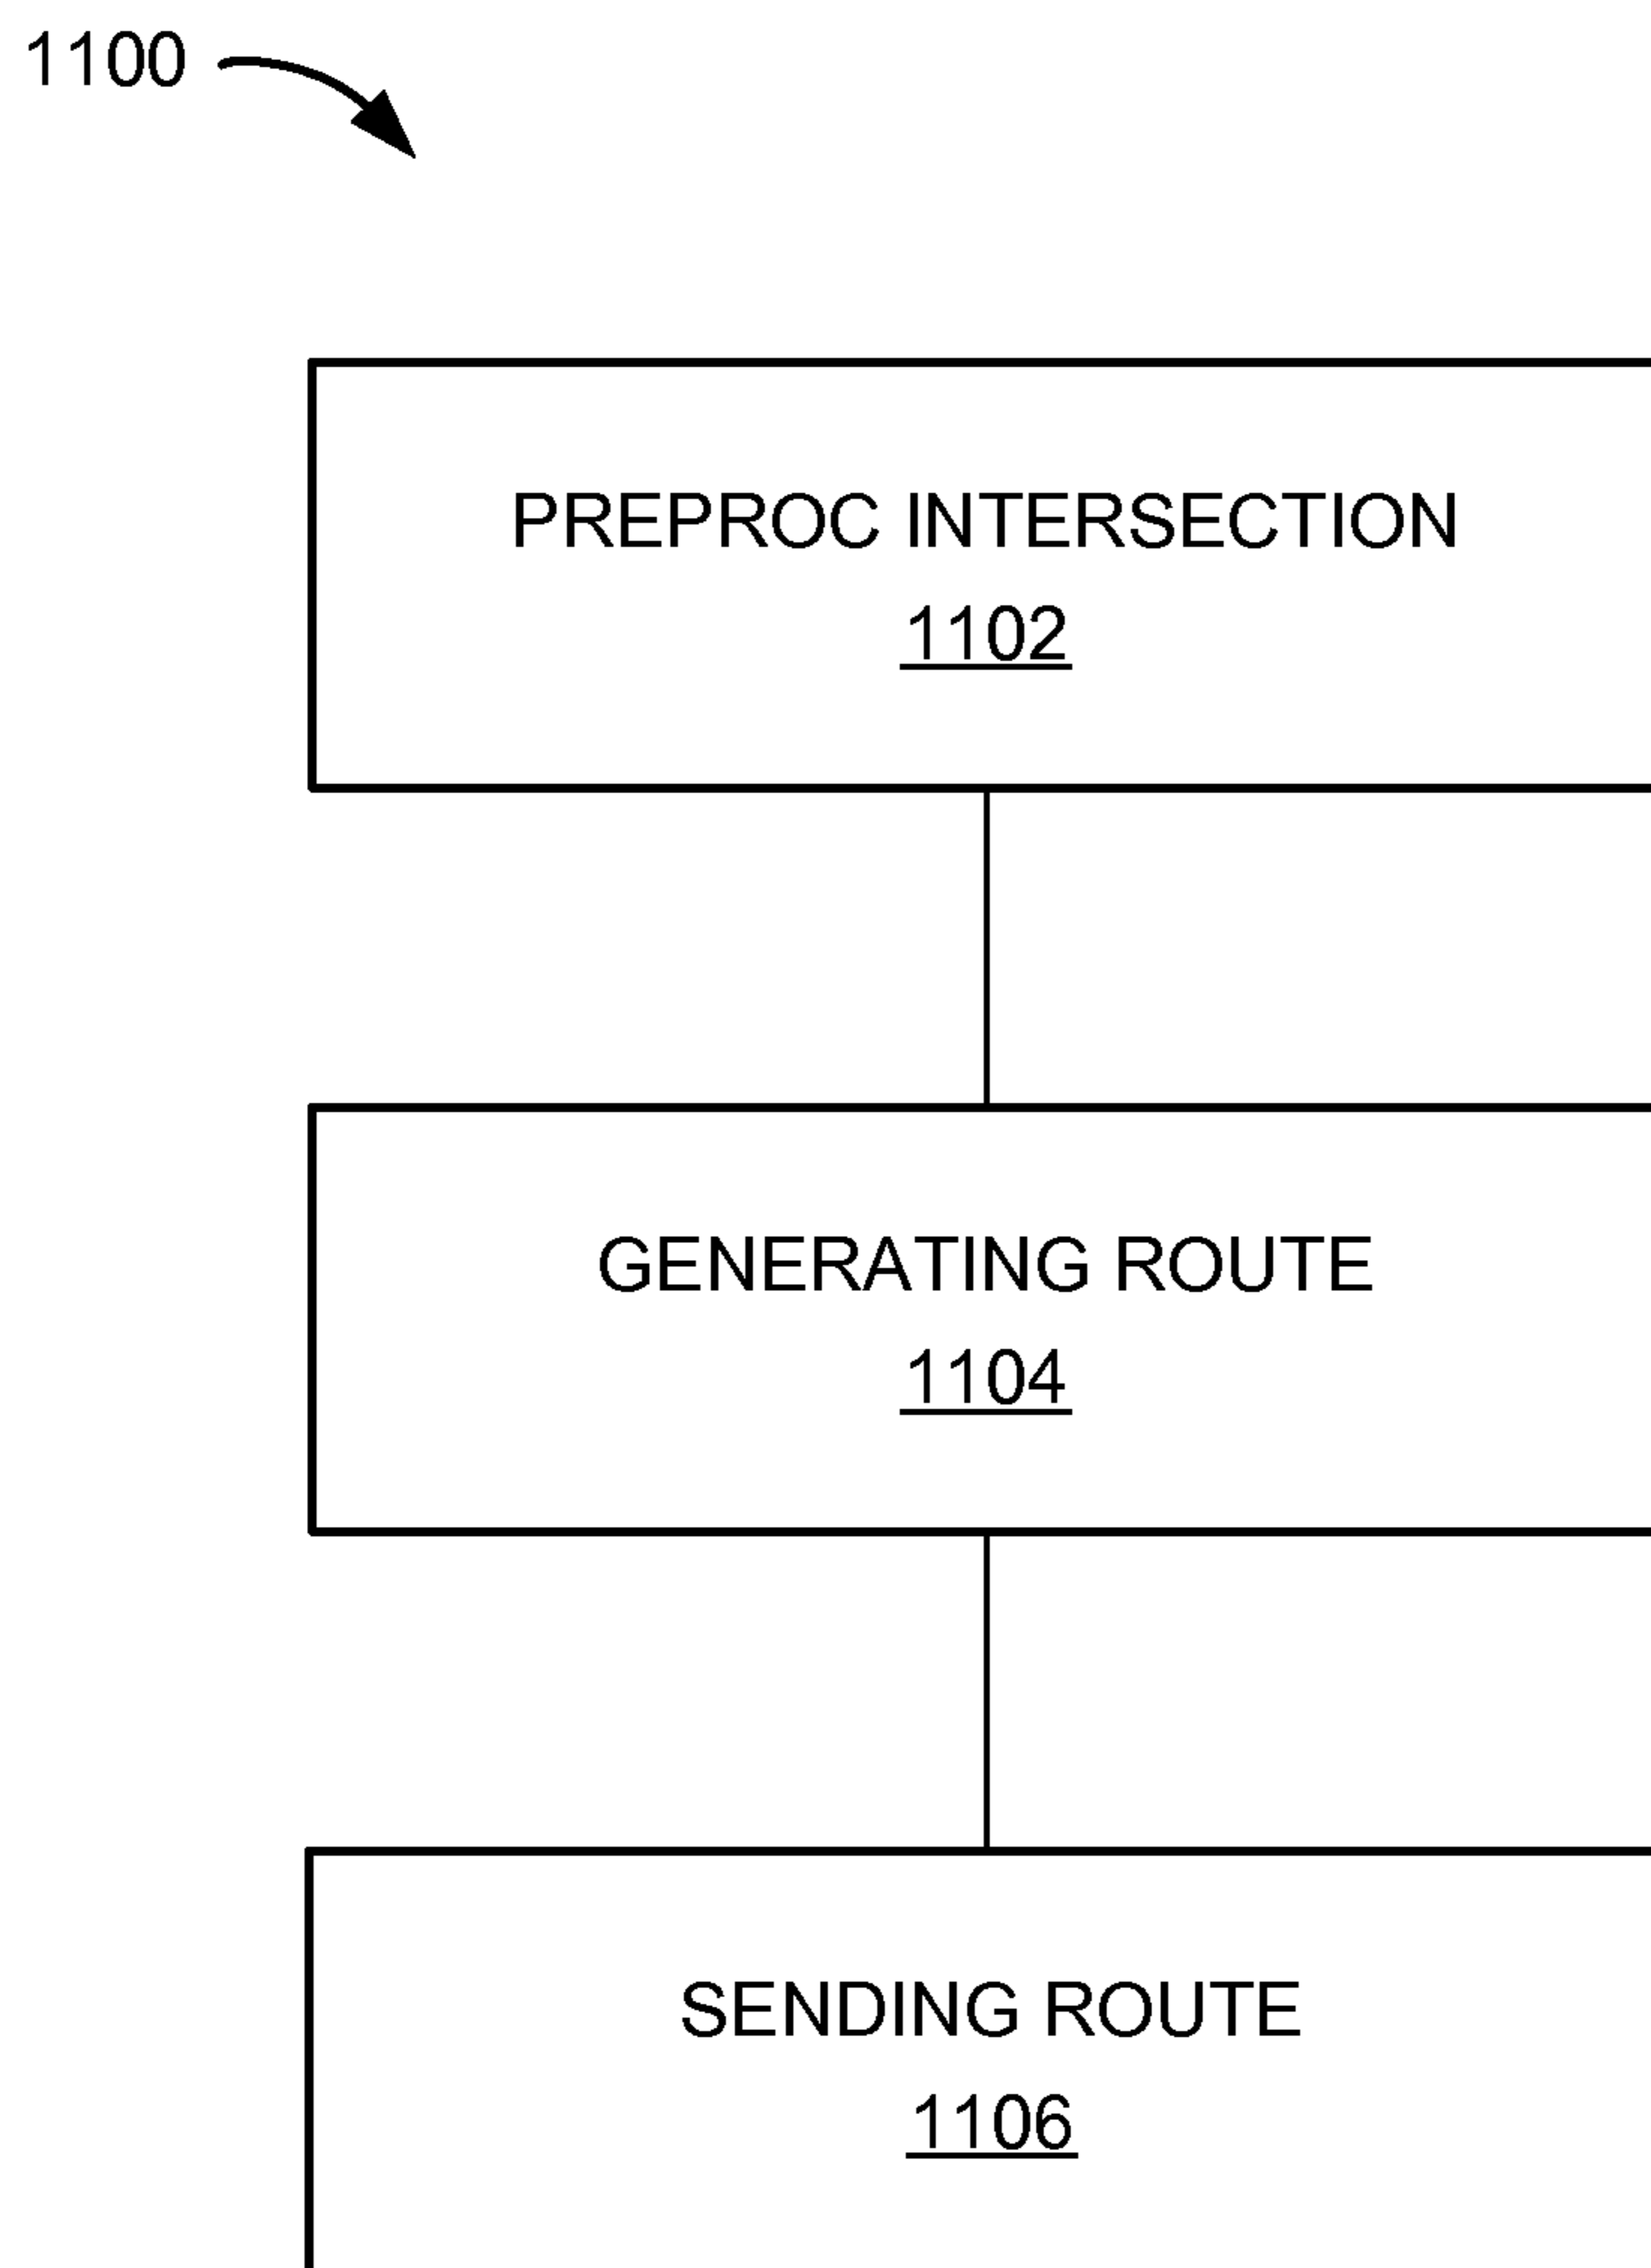 1100
PREPROC INTERSECTION
1102
GENERATING ROUTE
1104
SENDING ROUTE
1106